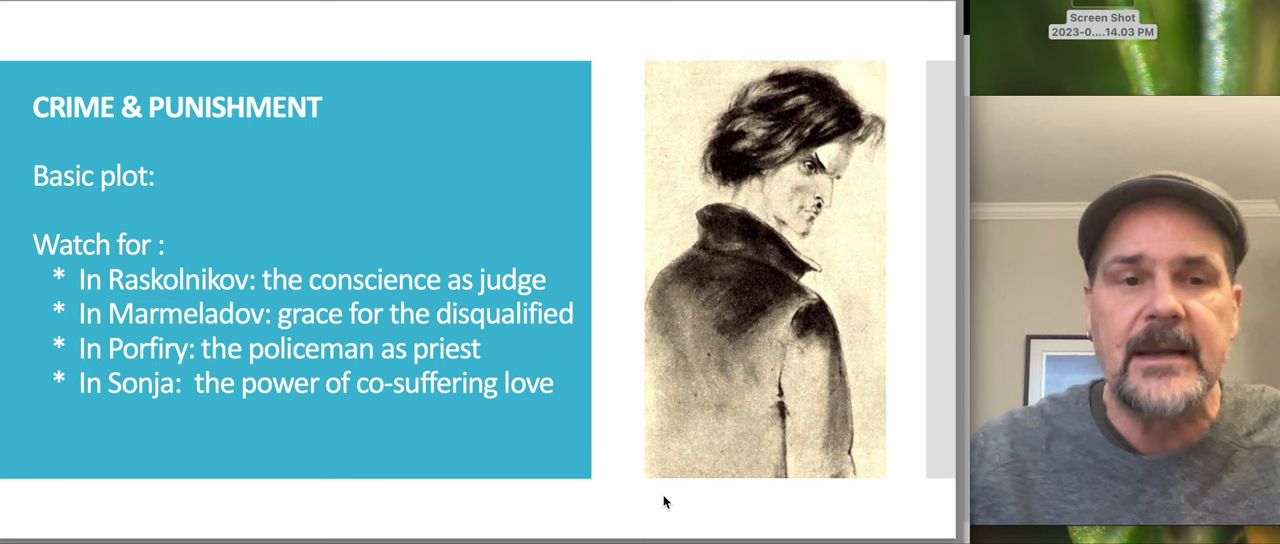 CRIME & PUNISHMENT
Basic plot:
Watch for :
* In Raskolnikov: the conscience as judge
* In Marmeladov: grace for the disqualified
* In Porfiry: the policeman as priest
* In Sonja: the power of co-suffering love
Screen Shot
2023-0....14.03 PM